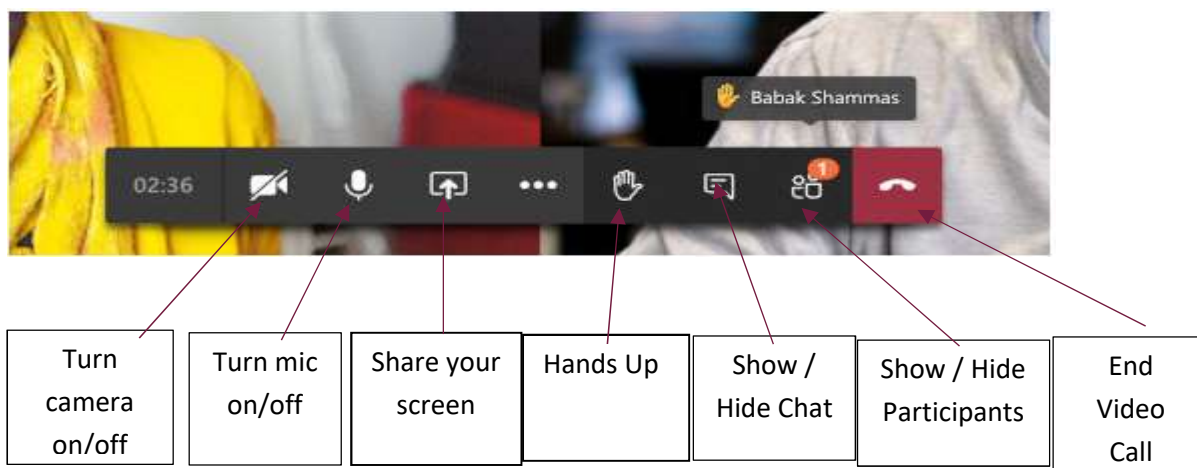 Babak Shammas
02:36
1
Turn
camera
on/off
Turn mic
on/off
Share your
screen
Hands Up
Show /
Hide Chat
Show / Hide
Participants
End
Video
Call